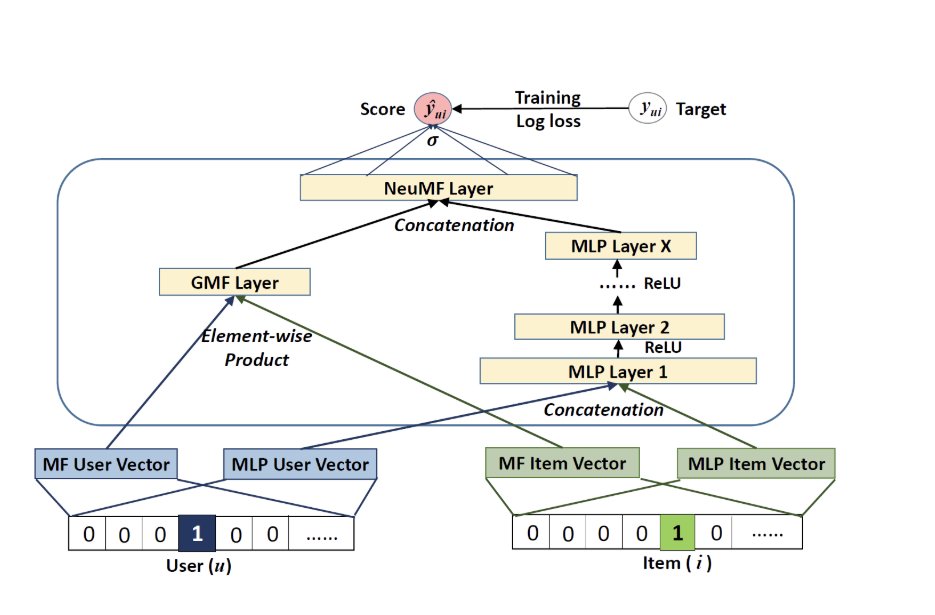 Score ŷui Training yui Target
Log loss
σ
NeuMF Layer
Concatenation
MLP Layer X
GMF Layer
...... ReLU
MLP Layer 2
Element-wise
Product
ReLU
MLP Layer 1
Concatenation
MF User Vector MLP User Vector MF Item Vector MLP Item Vector
0 0 0 1 0 0 ...... 0 0 0 0 1 0 ......
User (u) Item ( i )